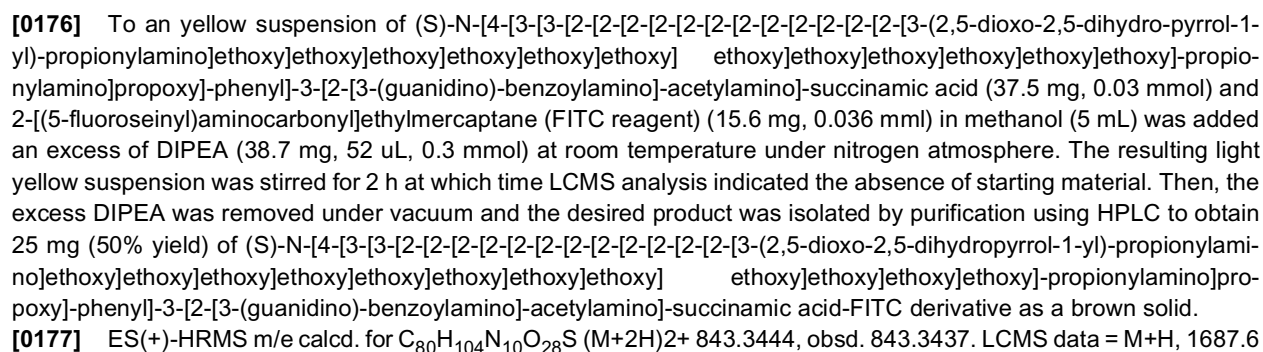 [0176] To an yellow suspension of (S)-N-[4-[3-[3-[2-[2-[2-[2-[2-[2-[2-[2-[2-[2-[2-[2-[3-(2,5-dioxo-2,5-dihydro-pyrrol-1-
yl)-propionylamino]ethoxy]ethoxy]ethoxy]ethoxy]ethoxy]ethoxy]ethoxy] ethoxy]ethoxy]ethoxy]ethoxy]ethoxy]-propio-
nylamino]propoxy]-phenyl]-3-[2-[3-(guanidino)-benzoylamino]-acetylamino]-succinamic acid (37.5 mg, 0.03 mmol) and
2-[(5-fluoroseinyl)aminocarbonyl]ethylmercaptane (FITC reagent) (15.6 mg, 0.036 mml) in methanol (5 mL) was added
an excess of DIPEA (38.7 mg, 52 uL, 0.3 mmol) at room temperature under nitrogen atmosphere. The resulting light
yellow suspension was stirred for 2 h at which time LCMS analysis indicated the absence of starting material. Then, the
excess DIPEA was removed under vacuum and the desired product was isolated by purification using HPLC to obtain
25 mg (50% yield) of (S)-N-[4-[3-[3-[2-[2-[2-[2-[2-[2-[2-[2-[2-[2-[2-[2-[3-(2,5-dioxo-2,5-dihydropyrrol-1-yl)-propionylami-
no]ethoxy]ethoxy]ethoxy]ethoxy]ethoxy]ethoxy]ethoxy]ethoxy] ethoxy]ethoxy]ethoxy]ethoxy]-propionylamino]pro-
poxy]-phenyl]-3-[2-[3-(guanidino)-benzoylamino]-acetylamino]-succinamic acid-FITC derivative as a brown solid.
[0177] ES(+)-HRMS m/e calcd. for C80H104N10O28S (M+2H)2+ 843.3444, obsd. 843.3437. LCMS data = M+H, 1687.6